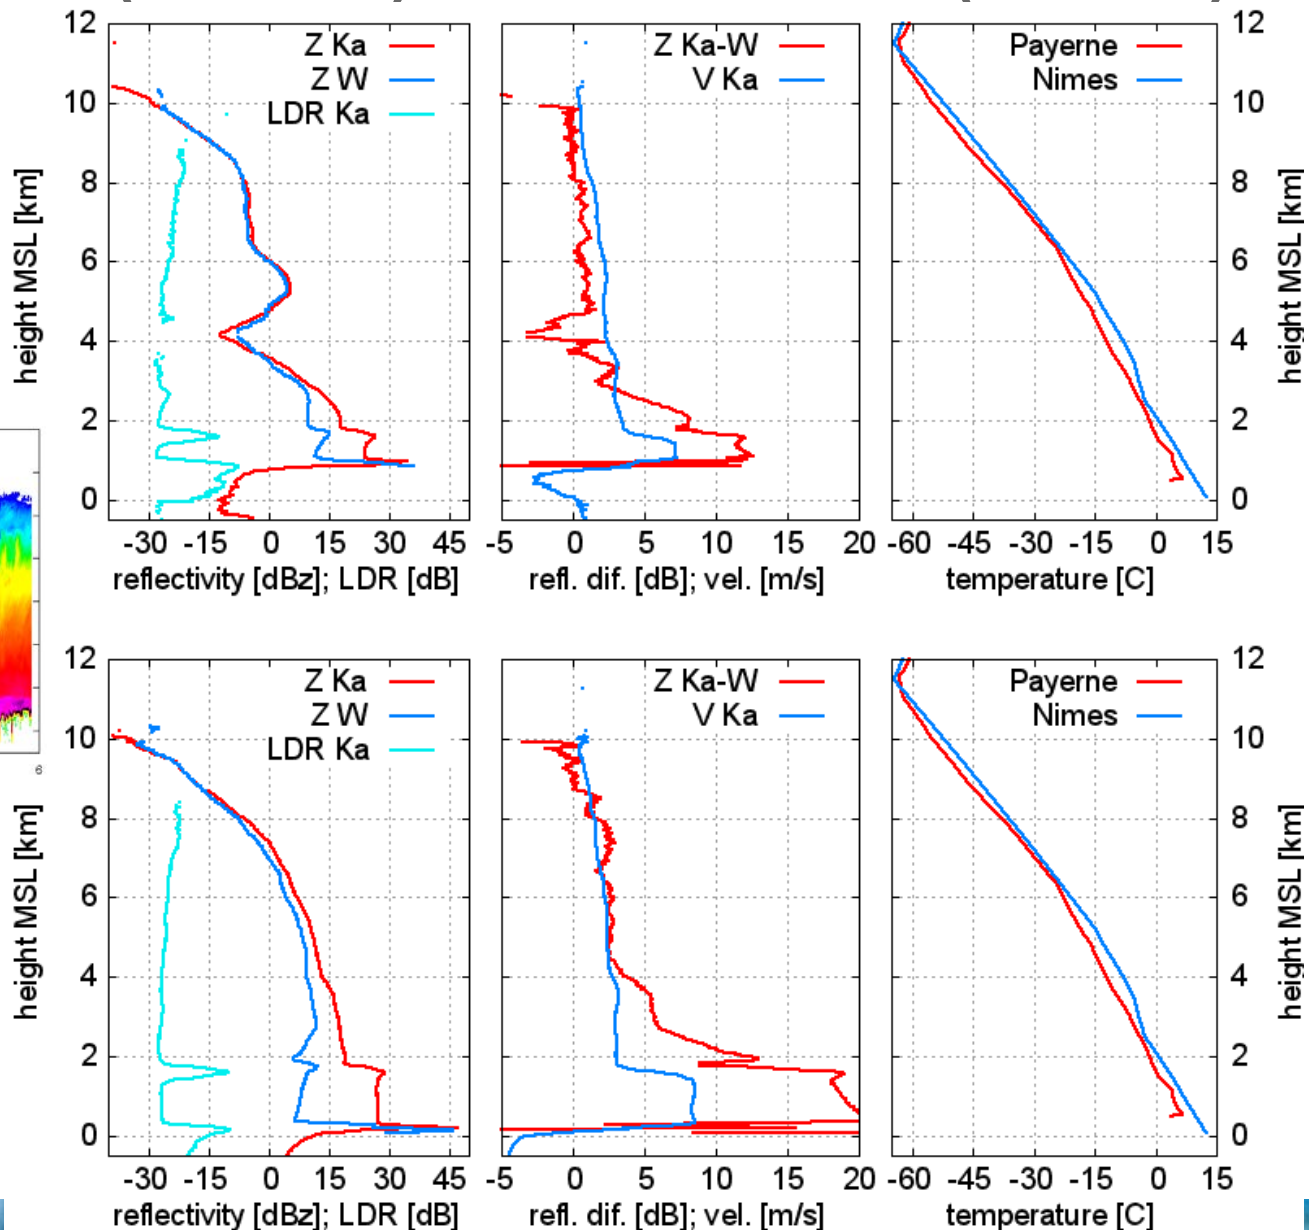 12
10
8
6
4
2
0
height MSL [km]
Z Ka
Z W
LDR Ka
-30 -15 0 15 30 45
reflectivity [dBz]; LDR [dB]
Z Ka-W
V Ka
-5 0 5 10 15 20
refl. dif. [dB]; vel. [m/s]
Payerne
Nimes
-60 -45 -30 -15 0 15
temperature [C]
12
10
8
6
4
2
0
height MSL [km]
6
12
10
8
6
4
2
0
height MSL [km]
Z Ka
Z W
LDR Ka
-30 -15 0 15 30 45
reflectivity [dBz]; LDR [dB]
Z Ka-W
V Ka
-5 0 5 10 15 20
refl. dif. [dB]; vel. [m/s]
Payerne
Nimes
-60 -45 -30 -15 0 15
temperature [C]
12
10
8
6
4
2
0
height MSL [km]